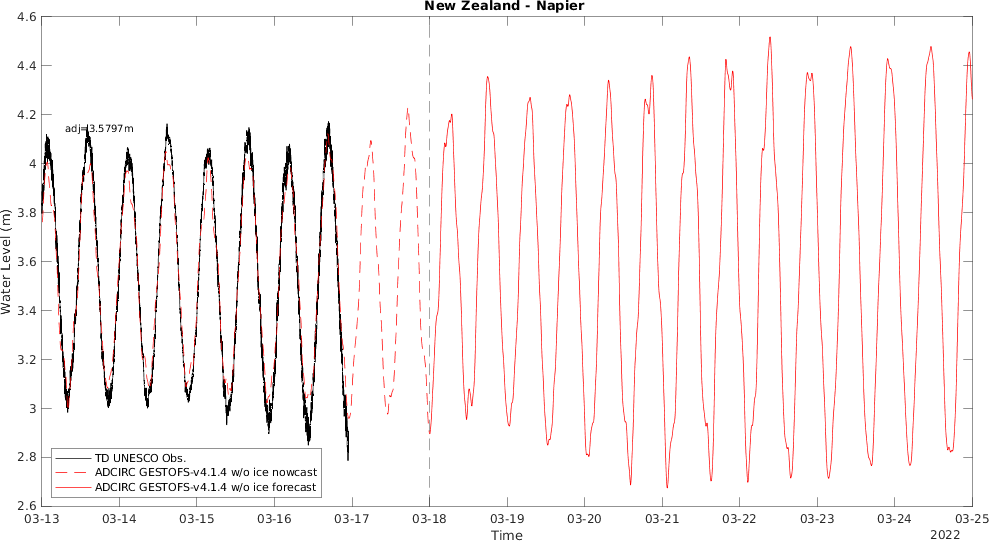 New Zealand - Napier
4.6
4.4
4.2
4
3.8
3.6
3.4
3.2
3
2.8
2.6
Water Level (m)
adj=3.5797m
TD UNESCO Obs.
ADCIRC GESTOFS-v4.1.4 w/o ice nowcast
ADCIRC GESTOFS-v4.1.4 w/o ice forecast
03-13 03-14 03-15 03-16 03-17 03-18 03-19 03-20 03-21 03-22 03-23 03-24 03-25
Time
2022